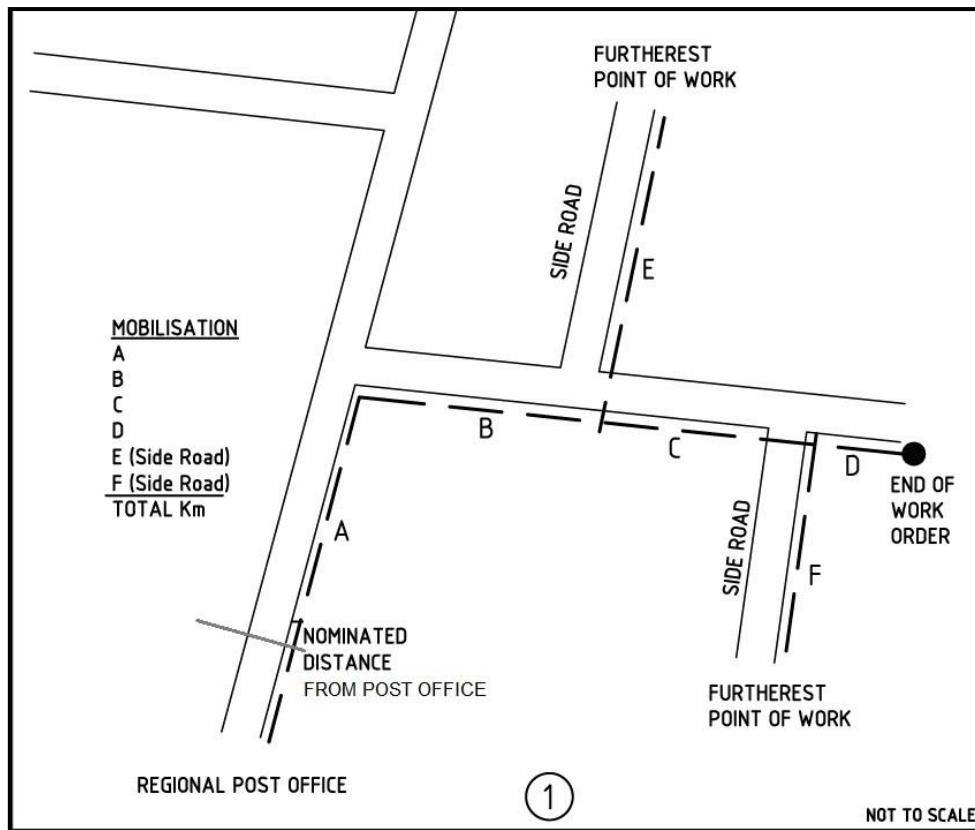 FURTHEREST
POINT OF WORK
SIDE ROAD
E
MOBILISATION
A
B
C
D
E (Side Road)
F (Side Road)
TOTAL Km
B
C
D
END OF
WORK
ORDER
A
SIDE ROAD
F
NOMINATED
DISTANCE
FROM POST OFFICE
FURTHEREST
POINT OF WORK
REGIONAL POST OFFICE
1
NOT TO SCALE